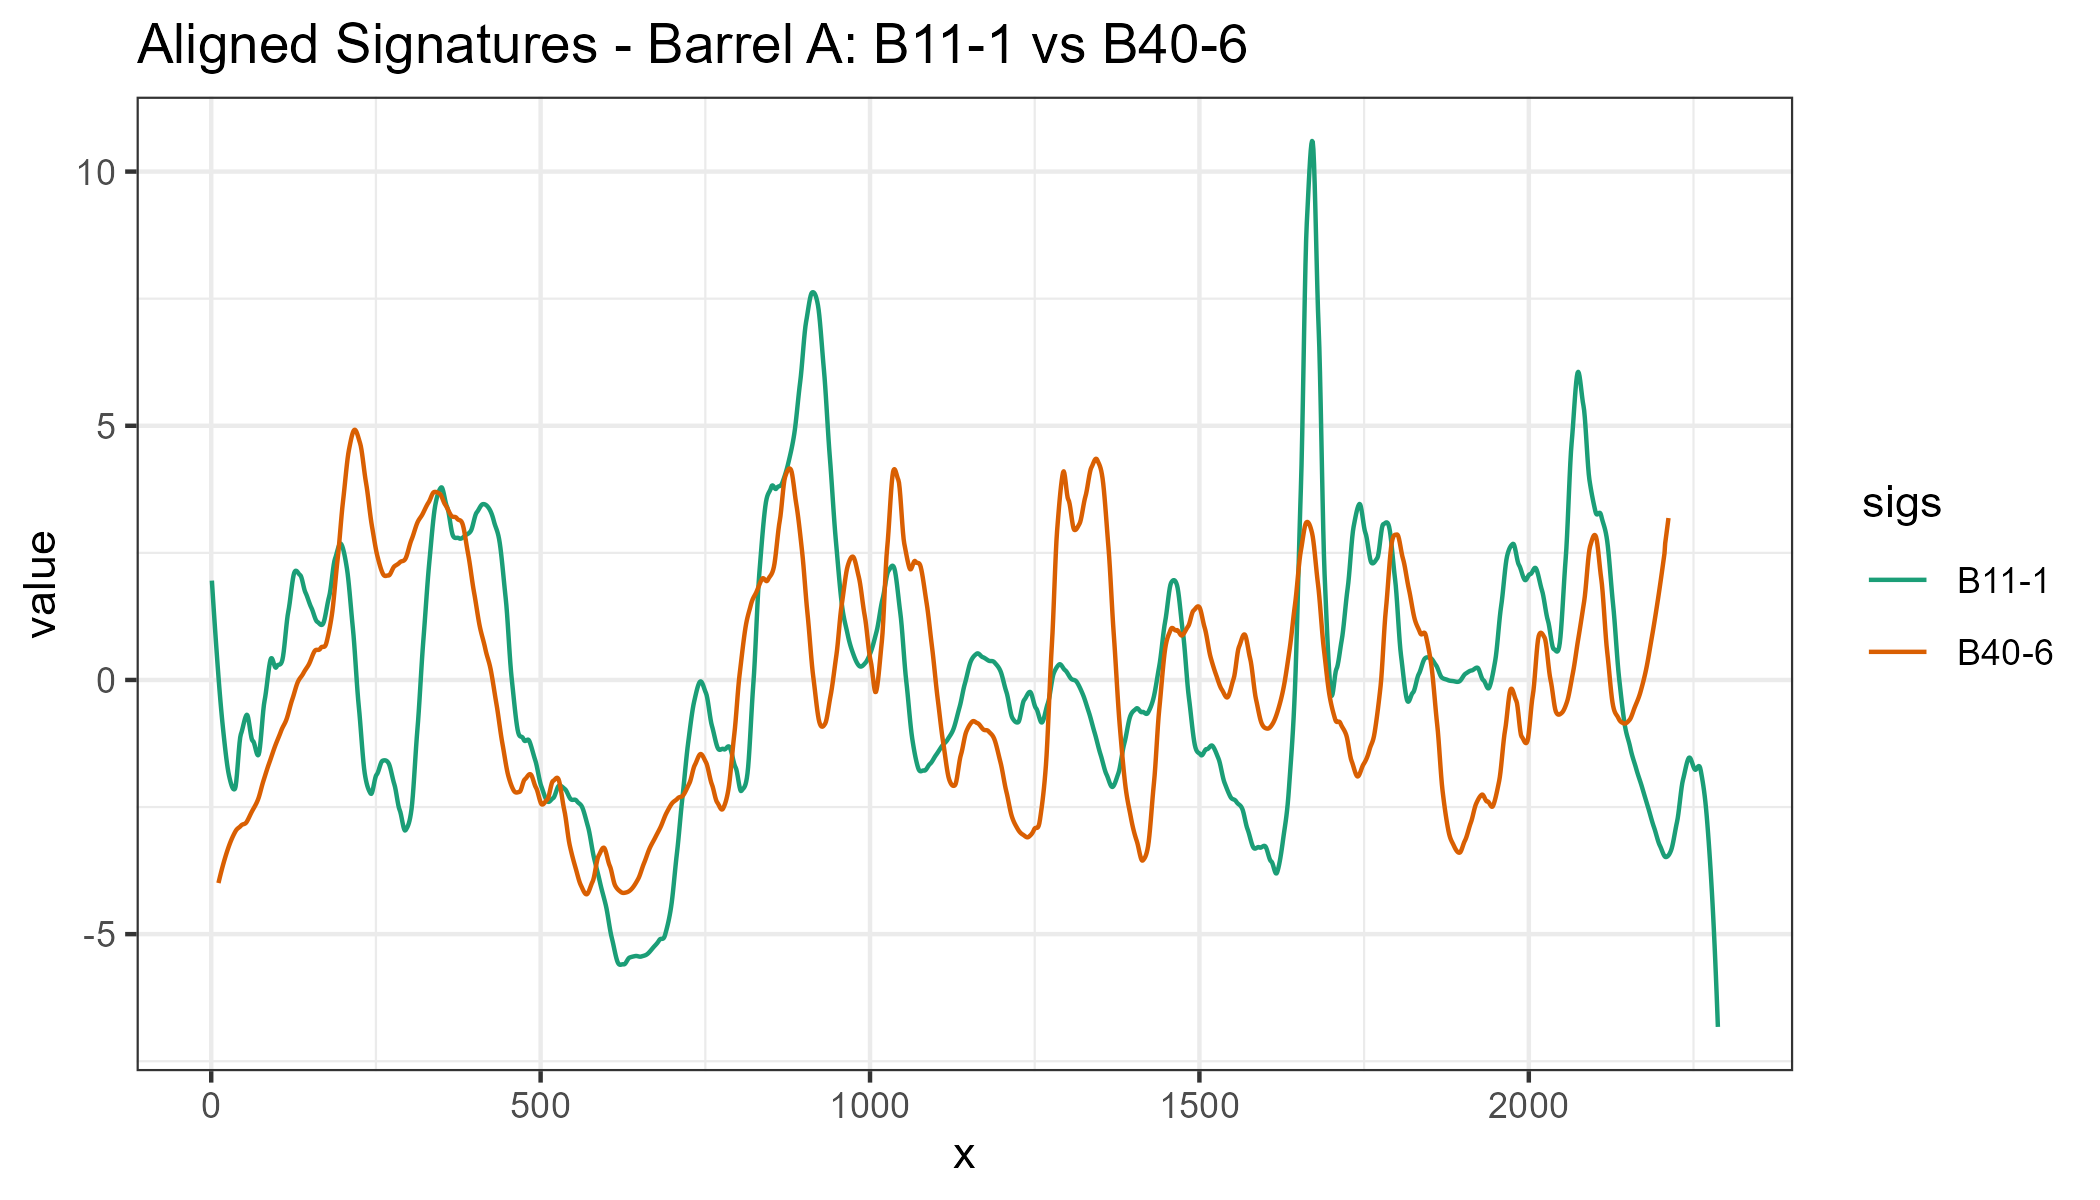 Aligned Signatures - Barrel A: B11-1 vs B40-6
value
10
5
0
-5
0 500 1000 1500 2000
x
sigs
B11-1
B40-6